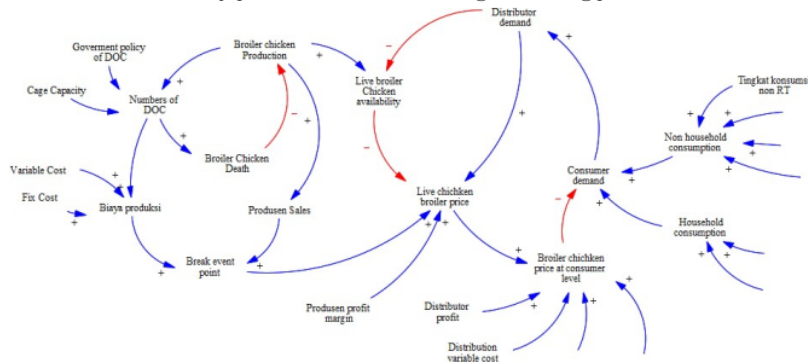 Distributor
demand
Goverment policy
of DOC
Broiler chicken
Production
Live broiler
Chicken
availability
Cage Capacity
Numbers of
DOC
Tingkat konsums
non RT
Broiler Chicken
Death
Non household
consumption
Variable Cost
Fix Cost
Biaya produksi
Produsen Sales
Live chichken
broiler price
Consumer
demand
Household
consumption
Break event
point
Broiler chichken
price at consumer
level
Produsen profit
margin
Distributor
profit
Distribution
variable cost